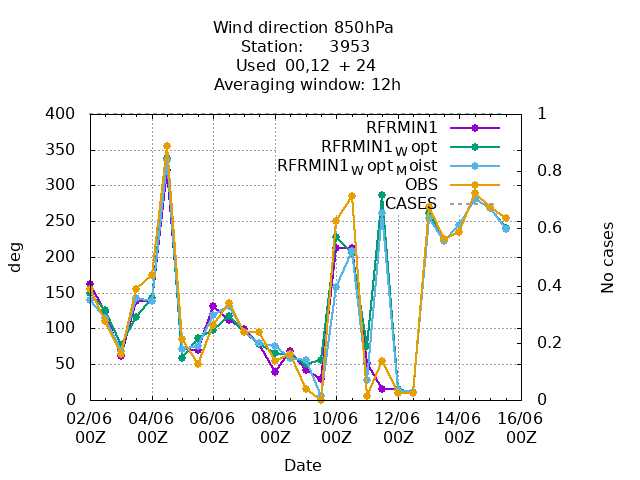 Wind direction 850hPa
Station: 3953
Used 00,12 + 24
Averaging window: 12h
400 1
RFRMIN1
350 RFRMIN1W opt
RFRMIN1W optM oist
300 0.8
OBS
250 CASES
200 0.6
deg No cases
150 0.4
100
50 0.2
0 0
02/06 04/06 06/06 08/06 10/06 12/06 14/06 16/06
00Z 00Z 00Z 00Z 00Z 00Z 00Z 00Z
Date